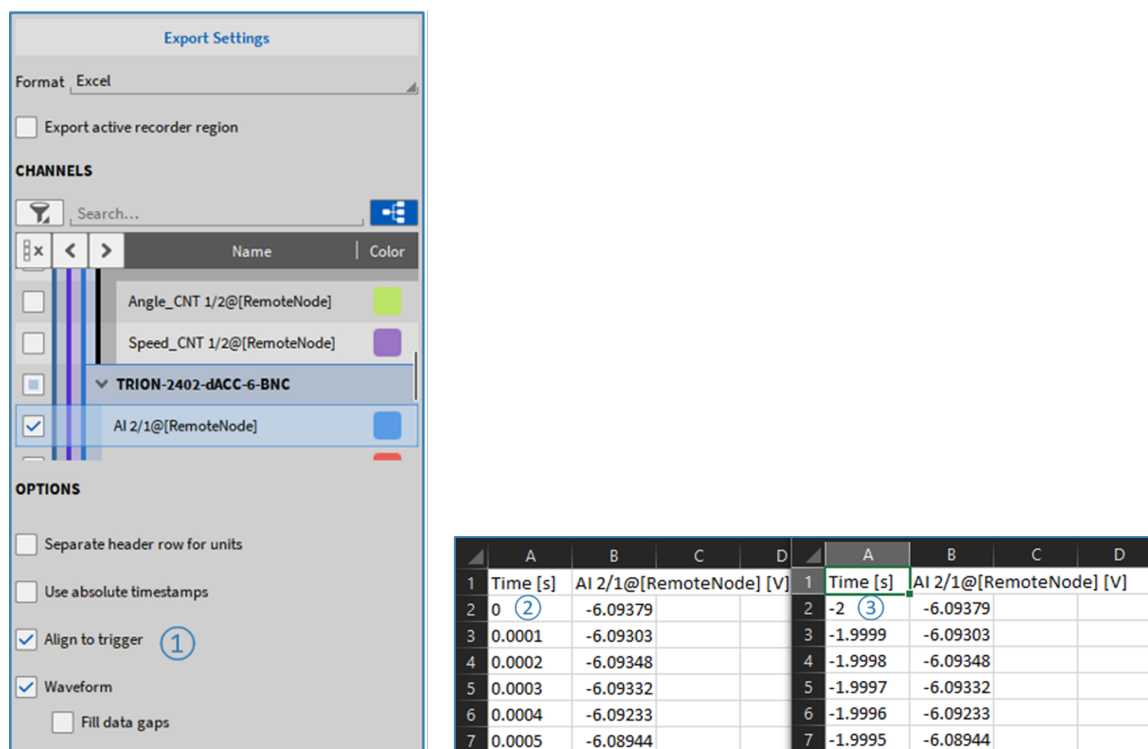 Export Settings
Format Excel
Export active recorder region
CHANNELS
Search...
Name Color
Angle_CNT 1/2@[RemoteNode]
Speed_CNT 1/2@[RemoteNode]
TRION-2402-dACC-6-BNC
AI 2/1@[RemoteNode]
OPTIONS
Separate header row for units
Use absolute timestamps
Align to trigger 1
Waveform
Fill data gaps
A B C D
1 Time [s] AI 2/1@[RemoteNode] [V]
2 0 2 -6.09379
3 0.0001 -6.09303
4 0.0002 -6.09348
5 0.0003 -6.09332
6 0.0004 -6.09233
7 0.0005 -6.08944
A B C D
1 Time [s] AI 2/1@[RemoteNode] [V]
2 -2 3 -6.09379
3 -1.9999 -6.09303
4 -1.9998 -6.09348
5 -1.9997 -6.09332
6 -1.9996 -6.09233
7 -1.9995 -6.08944